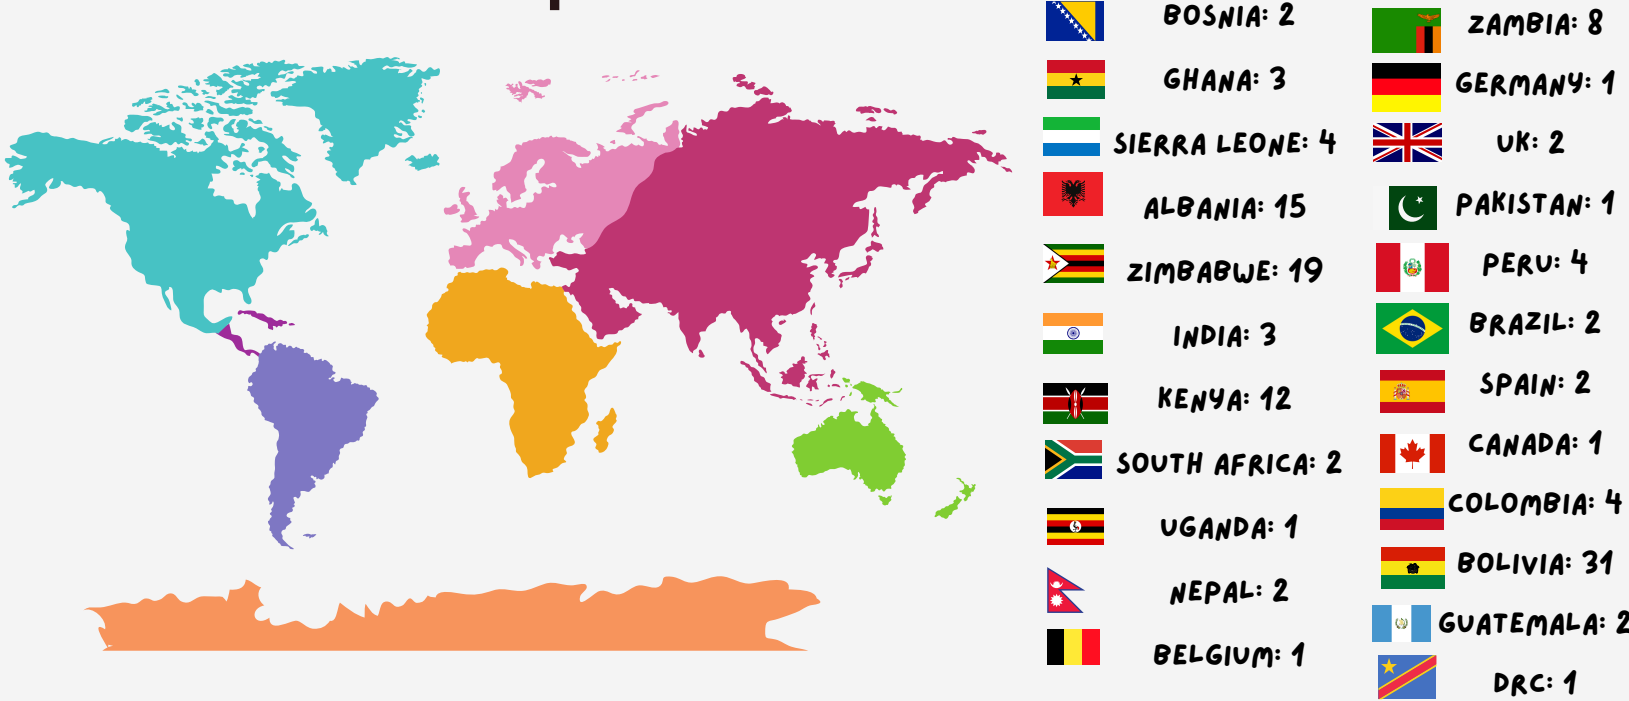 BOSNIA: 2
GHANA: 3
SIERRA LEONE: 4
ALBANIA: 15
ZIMBABWE: 19
INDIA: 3
KENYA: 12
SOUTH AFRICA: 2
UGANDA: 1
NEPAL: 2
BELGIUM: 1
ZAMBIA: 8
GERMANY: 1
UK: 2
PAKISTAN: 1
PERU: 4
BRAZIL: 2
SPAIN: 2
CANADA: 1
COLOMBIA: 4
BOLIVIA: 31
GUATEMALA: 2
DRC: 1